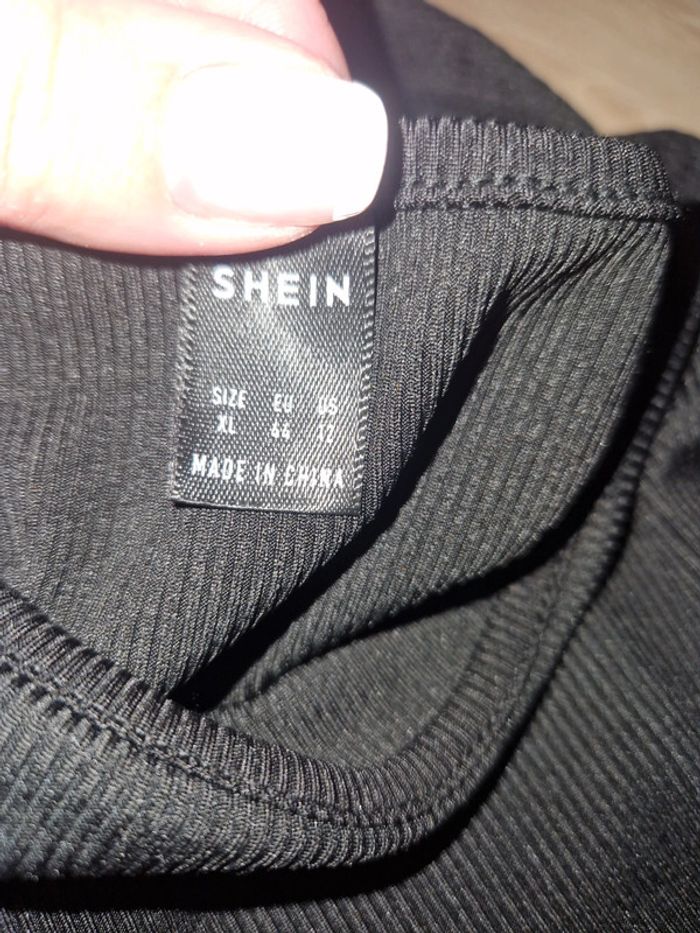 SHEIN
SIZE EU US
XL 44 12
MADE IN CHINA